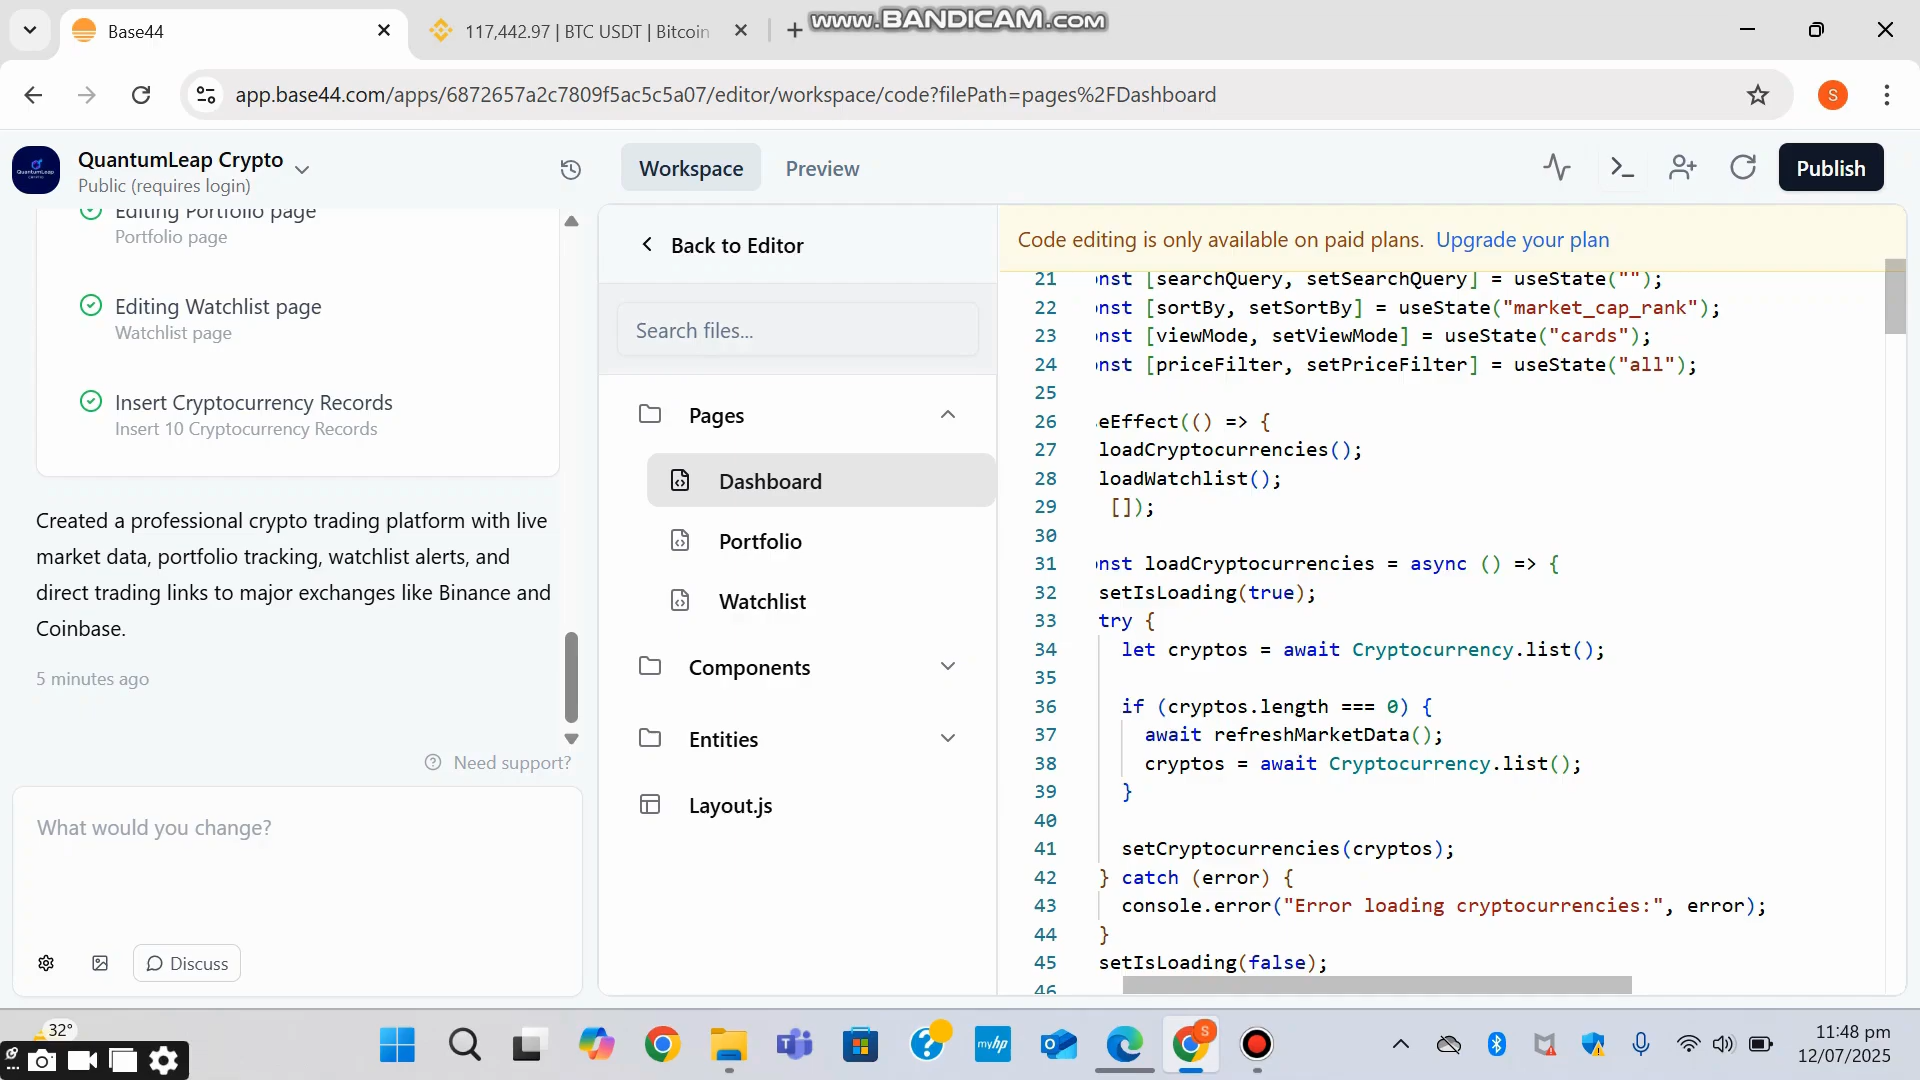 Base44
117,442.97 | BTC USDT | Bitcoin
www.BANDICAM.com
app.base44.com/apps/6872657a2c7809f5ac5c5a07/editor/workspace/code?filePath=pages%2FDashboard
S
QuantumLeap Crypto
Public (requires login)
Workspace
Preview
Publish
Editing Portfolio page
Portfolio page
Editing Watchlist page
Watchlist page
Insert Cryptocurrency Records
Insert 10 Cryptocurrency Records
Created a professional crypto trading platform with live
market data, portfolio tracking, watchlist alerts, and
direct trading links to major exchanges like Binance and
Coinbase.
5 minutes ago
Need support?
What would you change?
Discuss
Back to Editor
Search files...
Pages
Dashboard
Portfolio
Watchlist
Components
Entities
Layout.js
Code editing is only available on paid plans. Upgrade your plan
21 nst [searchQuery, setSearchQuery] = useState("");
22 nst [sortBy, setSortBy] = useState("market_cap_rank");
23 nst [viewMode, setViewMode] = useState("cards");
24 nst [priceFilter, setPriceFilter] = useState("all");
25
26 eEffect(() => {
27 loadCryptocurrencies();
28 loadWatchlist();
29 []);
30
31 nst loadCryptocurrencies = async () => {
32 setIsLoading(true);
33 try {
34 let cryptos = await Cryptocurrency.list();
35
36 if (cryptos.length === 0) {
37 await refreshMarketData();
38 cryptos = await Cryptocurrency.list();
39 }
40
41 setCryptocurrencies(cryptos);
42 } catch (error) {
43 console.error("Error loading cryptocurrencies:", error);
44 }
45 setIsLoading(false);
46
32°
myhp
S
11:48 pm
12/07/2025